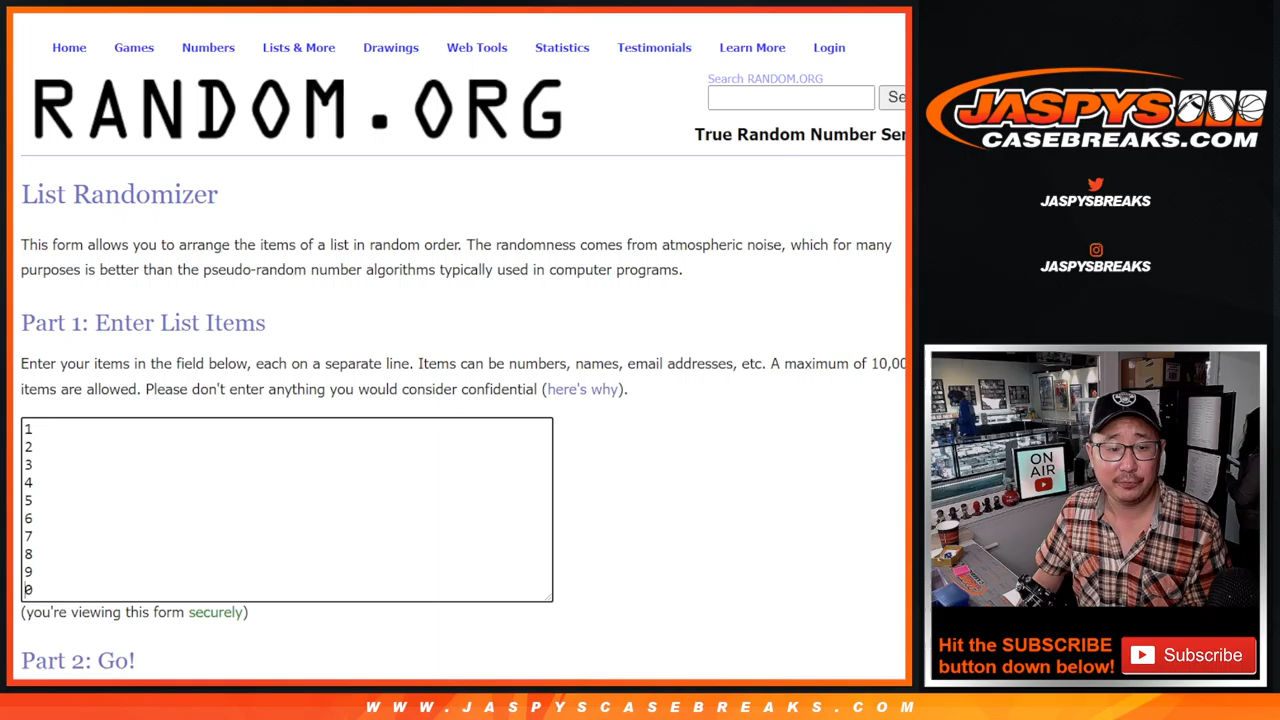 Home Games Numbers Lists & More Drawings Web Tools Statistics Testimonials Learn More Login
RANDOM.ORG
Search RANDOM.ORG
Se
True Random Number Ser
List Randomizer
This form allows you to arrange the items of a list in random order. The randomness comes from atmospheric noise, which for many
purposes is better than the pseudo-random number algorithms typically used in computer programs.
Part 1: Enter List Items
Enter your items in the field below, each on a separate line. Items can be numbers, names, email addresses, etc. A maximum of 10,00
items are allowed. Please don't enter anything you would consider confidential (here's why).
1
2
3
4
5
6
7
8
9
0
(you're viewing this form securely)
Part 2: Go!
JASPYS
CASEBREAKS.COM
JASPYSBREAKS
JASPYSBREAKS
ON
AIR
Hit the SUBSCRIBE
button down below!
Subscribe
WWW.JASPYSCASEBREAKS.COM